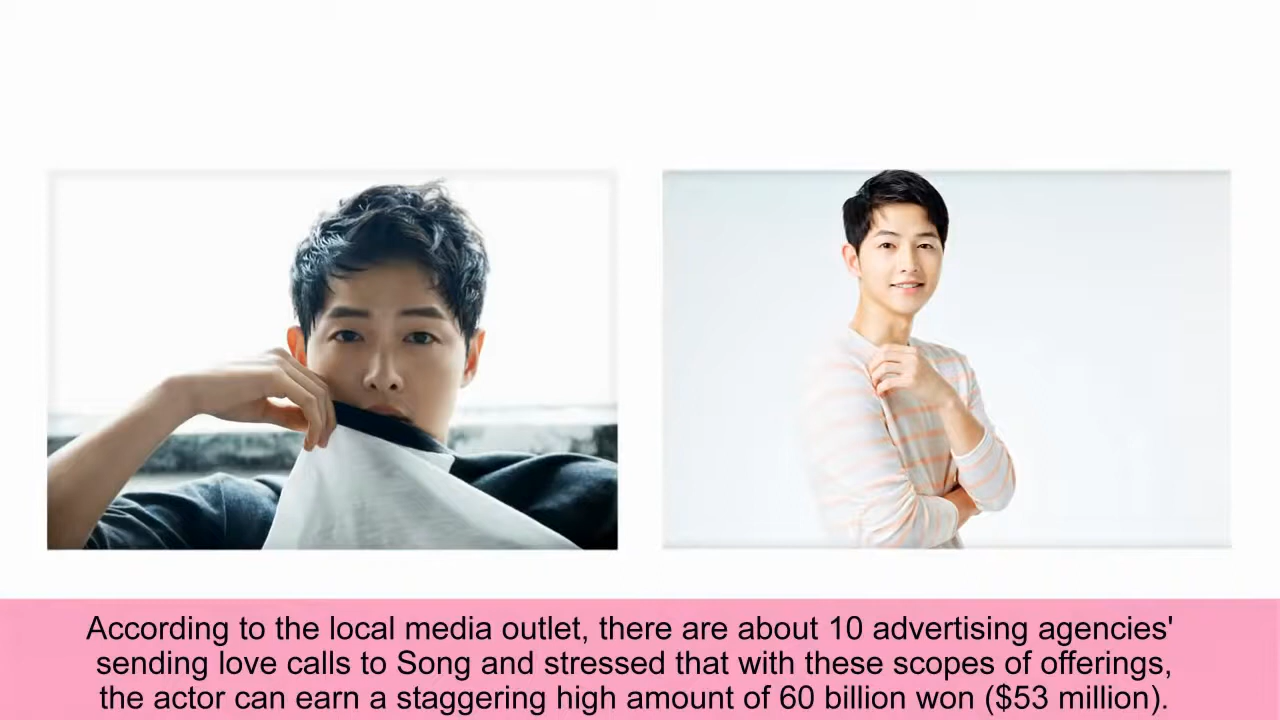 According to the local media outlet, there are about 10 advertising agencies'
sending love calls to Song and stressed that with these scopes of offerings,
the actor can earn a staggering high amount of 60 billion won ($53 million).